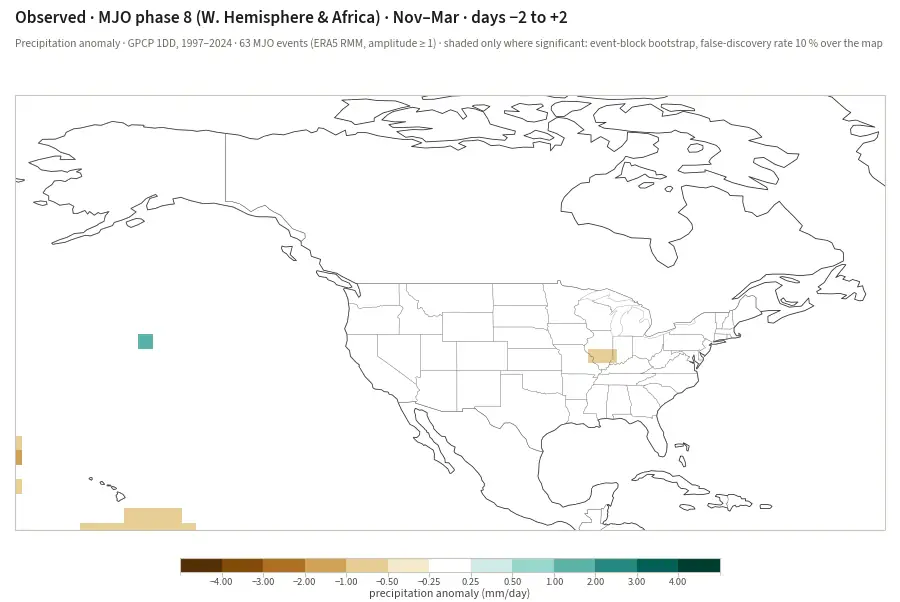 Observed · MJO phase 8 (W. Hemisphere & Africa) · Nov–Mar · days −2 to +2
Precipitation anomaly · GPCP 1DD, 1997–2024 · 63 MJO events (ERA5 RMM, amplitude ≥ 1) · shaded only where significant: event-block bootstrap, false-discovery rate 10 % over the map
−4.00 −3.00 −2.00 −1.00 −0.50 −0.25 0.25 0.50 1.00 2.00 3.00 4.00
precipitation anomaly (mm/day)